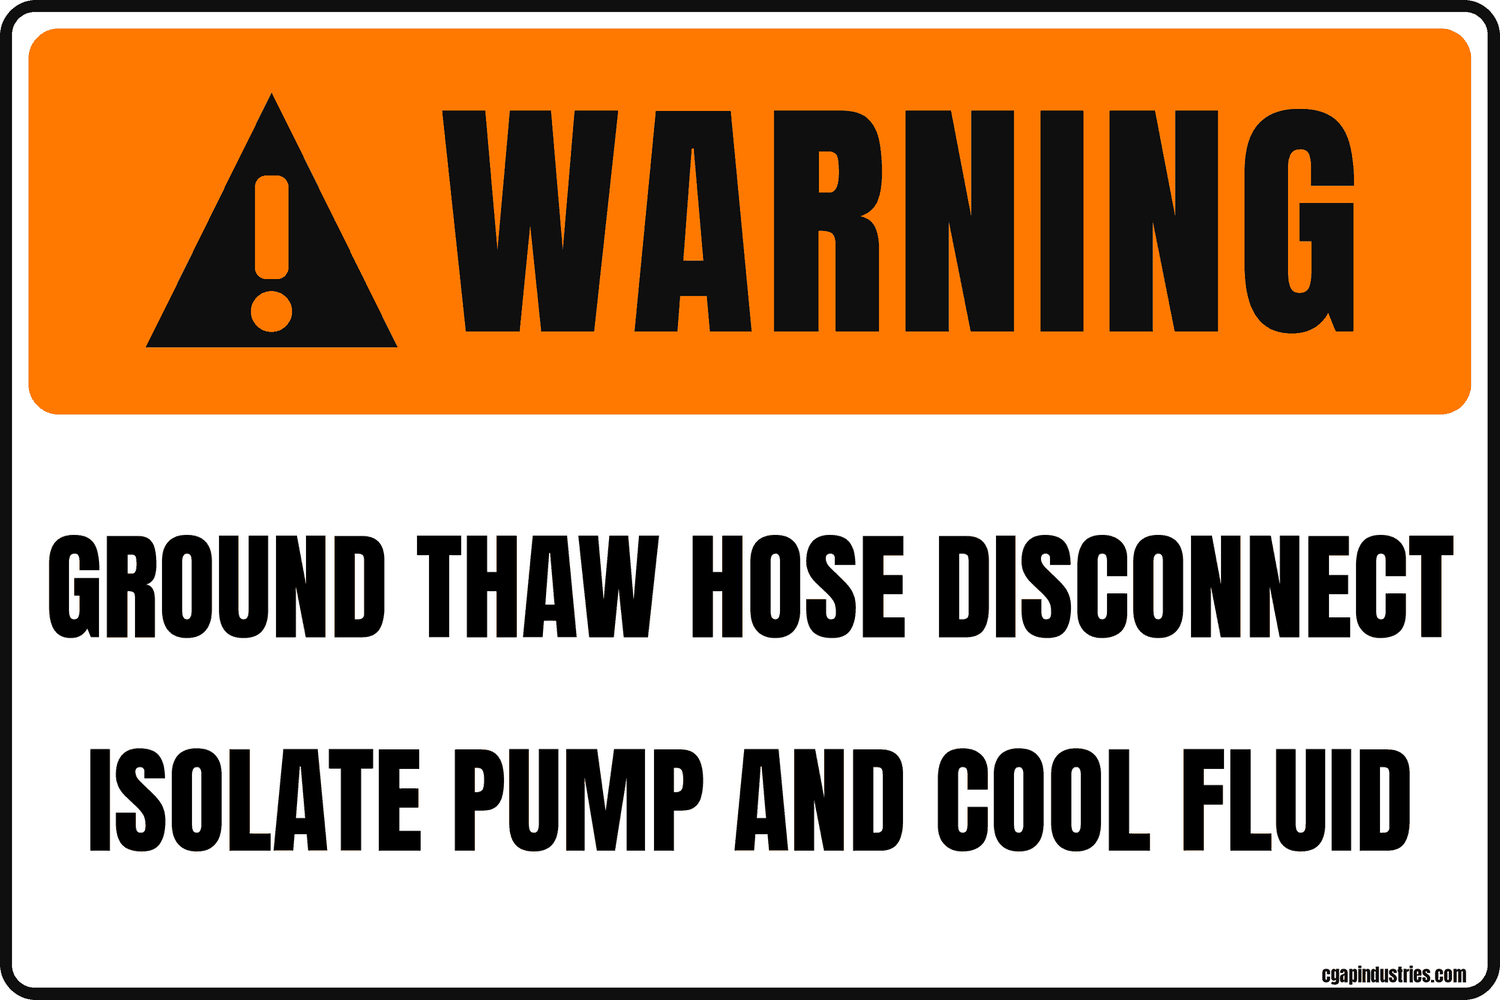 WARNING
GROUND THAW HOSE DISCONNECT
ISOLATE PUMP AND COOL FLUID
cgapindustries.com